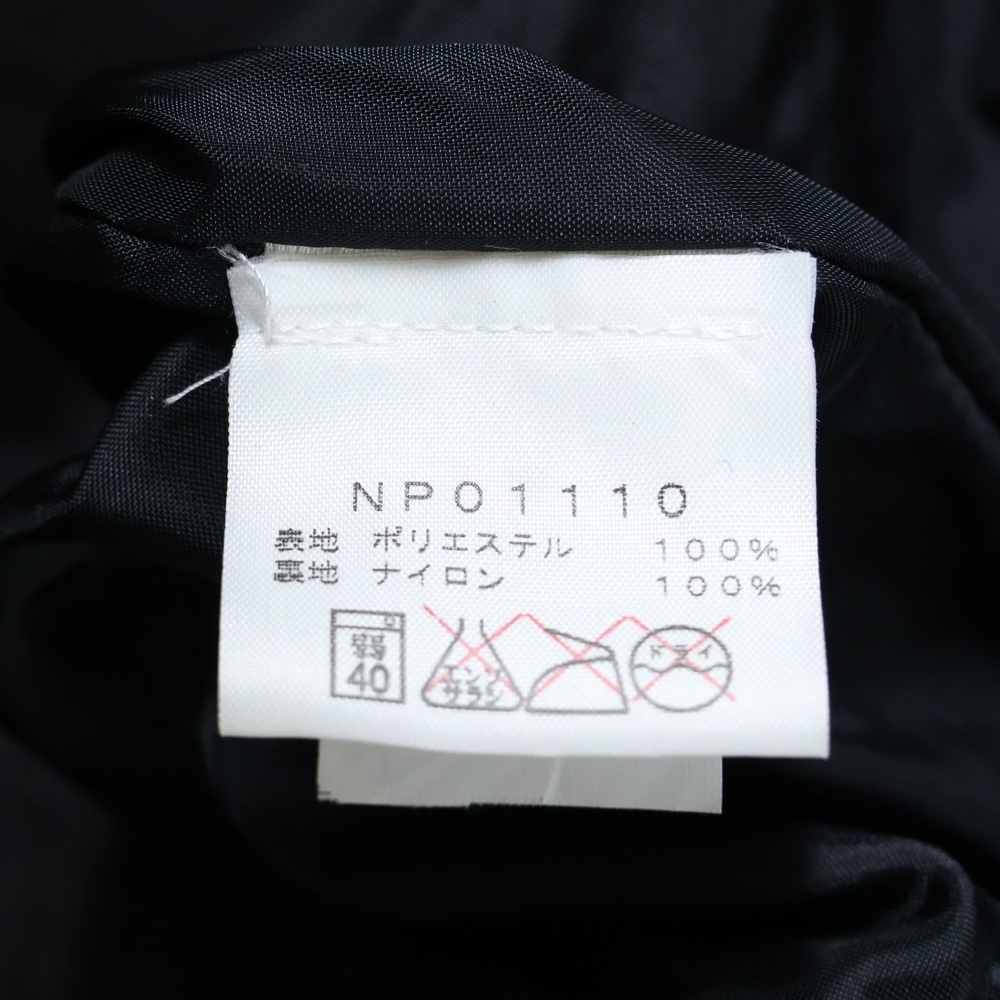 NP01110
表地 ポリエステル 100%
裏地 ナイロン 100%
弱 40 エンソサラシ ドライ